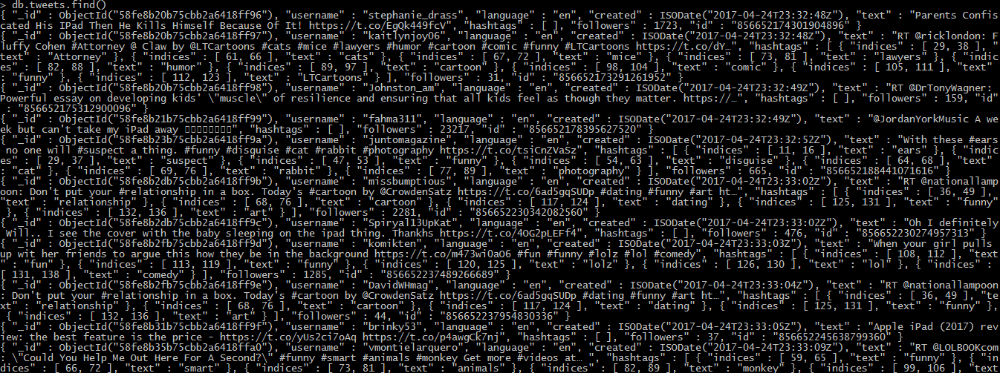 > db.tweets.find()
{ "_id" : ObjectId("58fe8b20b75cbb2a6418ff96"), "username" : "stephanie_drass", "language" : "en", "created" : ISODate("2017-04-24T23:32:48Z"), "text" : "Parents Confis
cated His IPad Then He Kills Himself Because Of It! https://t.co/EgQk449fcV", "hashtags" : [ ], "followers" : 1723, "id" : "856652174301904896" }
{ "_id" : ObjectId("58fe8b20b75cbb2a6418ff97"), "username" : "kaitlynjoy06", "language" : "en", "created" : ISODate("2017-04-24T23:32:48Z"), "text" : "RT @ricklondon: F
luffy Cohen #Attorney @ Claw by @LTCartoons #cats #mice #lawyers #humor #cartoon #comic #funny #LTCartoons https://t.co/dY…", "hashtags" : [ { "indices" : [ 29, 38 ], "
text" : "Attorney" }, { "indices" : [ 61, 66 ], "text" : "cats" }, { "indices" : [ 67, 72 ], "text" : "mice" }, { "indices" : [ 73, 81 ], "text" : "lawyers" }, { "indic
es" : [ 82, 88 ], "text" : "humor" }, { "indices" : [ 89, 97 ], "text" : "cartoon" }, { "indices" : [ 98, 104 ], "text" : "comic" }, { "indices" : [ 105, 111 ], "text"
: "funny" }, { "indices" : [ 112, 123 ], "text" : "LTCartoons" } ], "followers" : 31, "id" : "856652173291261952" }
{ "_id" : ObjectId("58fe8b20b75cbb2a6418ff98"), "username" : "Johnston_am", "language" : "en", "created" : ISODate("2017-04-24T23:32:49Z"), "text" : "RT @DrTonyWagner:
Powerful essay on developing kids' \"muscle\" of resilience and ensuring that all kids feel as though they matter. https://…", "hashtags" : [ ], "followers" : 159, "id"
 : "856652175312900096" }
{ "_id" : ObjectId("58fe8b21b75cbb2a6418ff99"), "username" : "fahma311", "language" : "en", "created" : ISODate("2017-04-24T23:32:49Z"), "text" : "@JordanYorkMusic A we
ek but can't take my iPad away", "hashtags" : [ ], "followers" : 23217, "id" : "856652178395627520" }
{ "_id" : ObjectId("58fe8b23b75cbb2a6418ff9a"), "username" : "juntomagazine", "language" : "en", "created" : ISODate("2017-04-24T23:32:52Z"), "text" : "With these #ears
 no one will #suspect a thing. #funny #disguise #cat #rabbit #photography https://t.co/tsiCnZVaSz", "hashtags" : [ { "indices" : [ 11, 16 ], "text" : "ears" }, { "indic
es" : [ 29, 37 ], "text" : "suspect" }, { "indices" : [ 47, 53 ], "text" : "funny" }, { "indices" : [ 54, 63 ], "text" : "disguise" }, { "indices" : [ 64, 68 ], "text" :
"cat" }, { "indices" : [ 69, 76 ], "text" : "rabbit" }, { "indices" : [ 77, 89 ], "text" : "photography" } ], "followers" : 665, "id" : "856652188441071616" }
{ "_id" : ObjectId("58fe8b2db75cbb2a6418ff9b"), "username" : "missbumptious", "language" : "en", "created" : ISODate("2017-04-24T23:33:02Z"), "text" : "RT @nationallamp
oon: Don't put your #relationship in a box. Today's #cartoon by @CrowdenSatz https://t.co/6ad5gqSUDp #dating #funny #art ht…", "hashtags" : [ { "indices" : [ 36, 49 ],
"text" : "relationship" }, { "indices" : [ 68, 76 ], "text" : "cartoon" }, { "indices" : [ 117, 124 ], "text" : "dating" }, { "indices" : [ 125, 131 ], "text" : "funny"
 }, { "indices" : [ 132, 136 ], "text" : "art" } ], "followers" : 2281, "id" : "856652230342082560" }
{ "_id" : ObjectId("58fe8b2db75cbb2a6418ff9c"), "username" : "Spiryal13UpKat", "language" : "en", "created" : ISODate("2017-04-24T23:33:02Z"), "text" : "Oh I definitely
 Will.. I see the cover with the baby sleeping on the ipad thing. Thankhs https://t.co/4OG2pLEFf4", "hashtags" : [ ], "followers" : 476, "id" : "856652230274957313" }
{ "_id" : ObjectId("58fe8b2fb75cbb2a6418ff9d"), "username" : "komikten", "language" : "en", "created" : ISODate("2017-04-24T23:33:03Z"), "text" : "When your girl pulls
up wit her friends to argue this how they be in the background https://t.co/m473wi0aO6 #fun #funny #lolz #lol #comedy", "hashtags" : [ { "indices" : [ 108, 112 ], "text
" : "fun" }, { "indices" : [ 113, 119 ], "text" : "funny" }, { "indices" : [ 120, 125 ], "text" : "lolz" }, { "indices" : [ 126, 130 ], "text" : "lol" }, { "indices" :
[ 131, 138 ], "text" : "comedy" } ], "followers" : 1285, "id" : "856652237489266689" }
{ "_id" : ObjectId("58fe8b2fb75cbb2a6418ff9e"), "username" : "DavidWHmag", "language" : "en", "created" : ISODate("2017-04-24T23:33:04Z"), "text" : "RT @nationallampoon
: Don't put your #relationship in a box. Today's #cartoon by @CrowdenSatz https://t.co/6ad5gqSUDp #dating #funny #art ht…", "hashtags" : [ { "indices" : [ 36, 49 ], "te
xt" : "relationship" }, { "indices" : [ 68, 76 ], "text" : "cartoon" }, { "indices" : [ 117, 124 ], "text" : "dating" }, { "indices" : [ 125, 131 ], "text" : "funny" },
 { "indices" : [ 132, 136 ], "text" : "art" } ], "followers" : 44, "id" : "856652237954830336" }
{ "_id" : ObjectId("58fe8b31b75cbb2a6418ff9f"), "username" : "brinky53", "language" : "en", "created" : ISODate("2017-04-24T23:33:05Z"), "text" : "Apple iPad (2017) rev
iew: the best feature is the price - https://t.co/yUs2ci7oAq https://t.co/p4awgCk7nj", "hashtags" : [ ], "followers" : 37, "id" : "856652245638799360" }
{ "_id" : ObjectId("58fe8b35b75cbb2a6418ffa0"), "username" : "vmontielarquero", "language" : "en", "created" : ISODate("2017-04-24T23:33:09Z"), "text" : "RT @LOLBOOKcom
: \"Could You Help Me Out Here For A Second?\" #funny #smart #animals #monkey Get more #videos at… ", "hashtags" : [ { "indices" : [ 59, 65 ], "text" : "funny" }, { "in
dices" : [ 66, 72 ], "text" : "smart" }, { "indices" : [ 73, 81 ], "text" : "animals" }, { "indices" : [ 82, 89 ], "text" : "monkey" }, { "indices" : [ 99, 106 ], "text